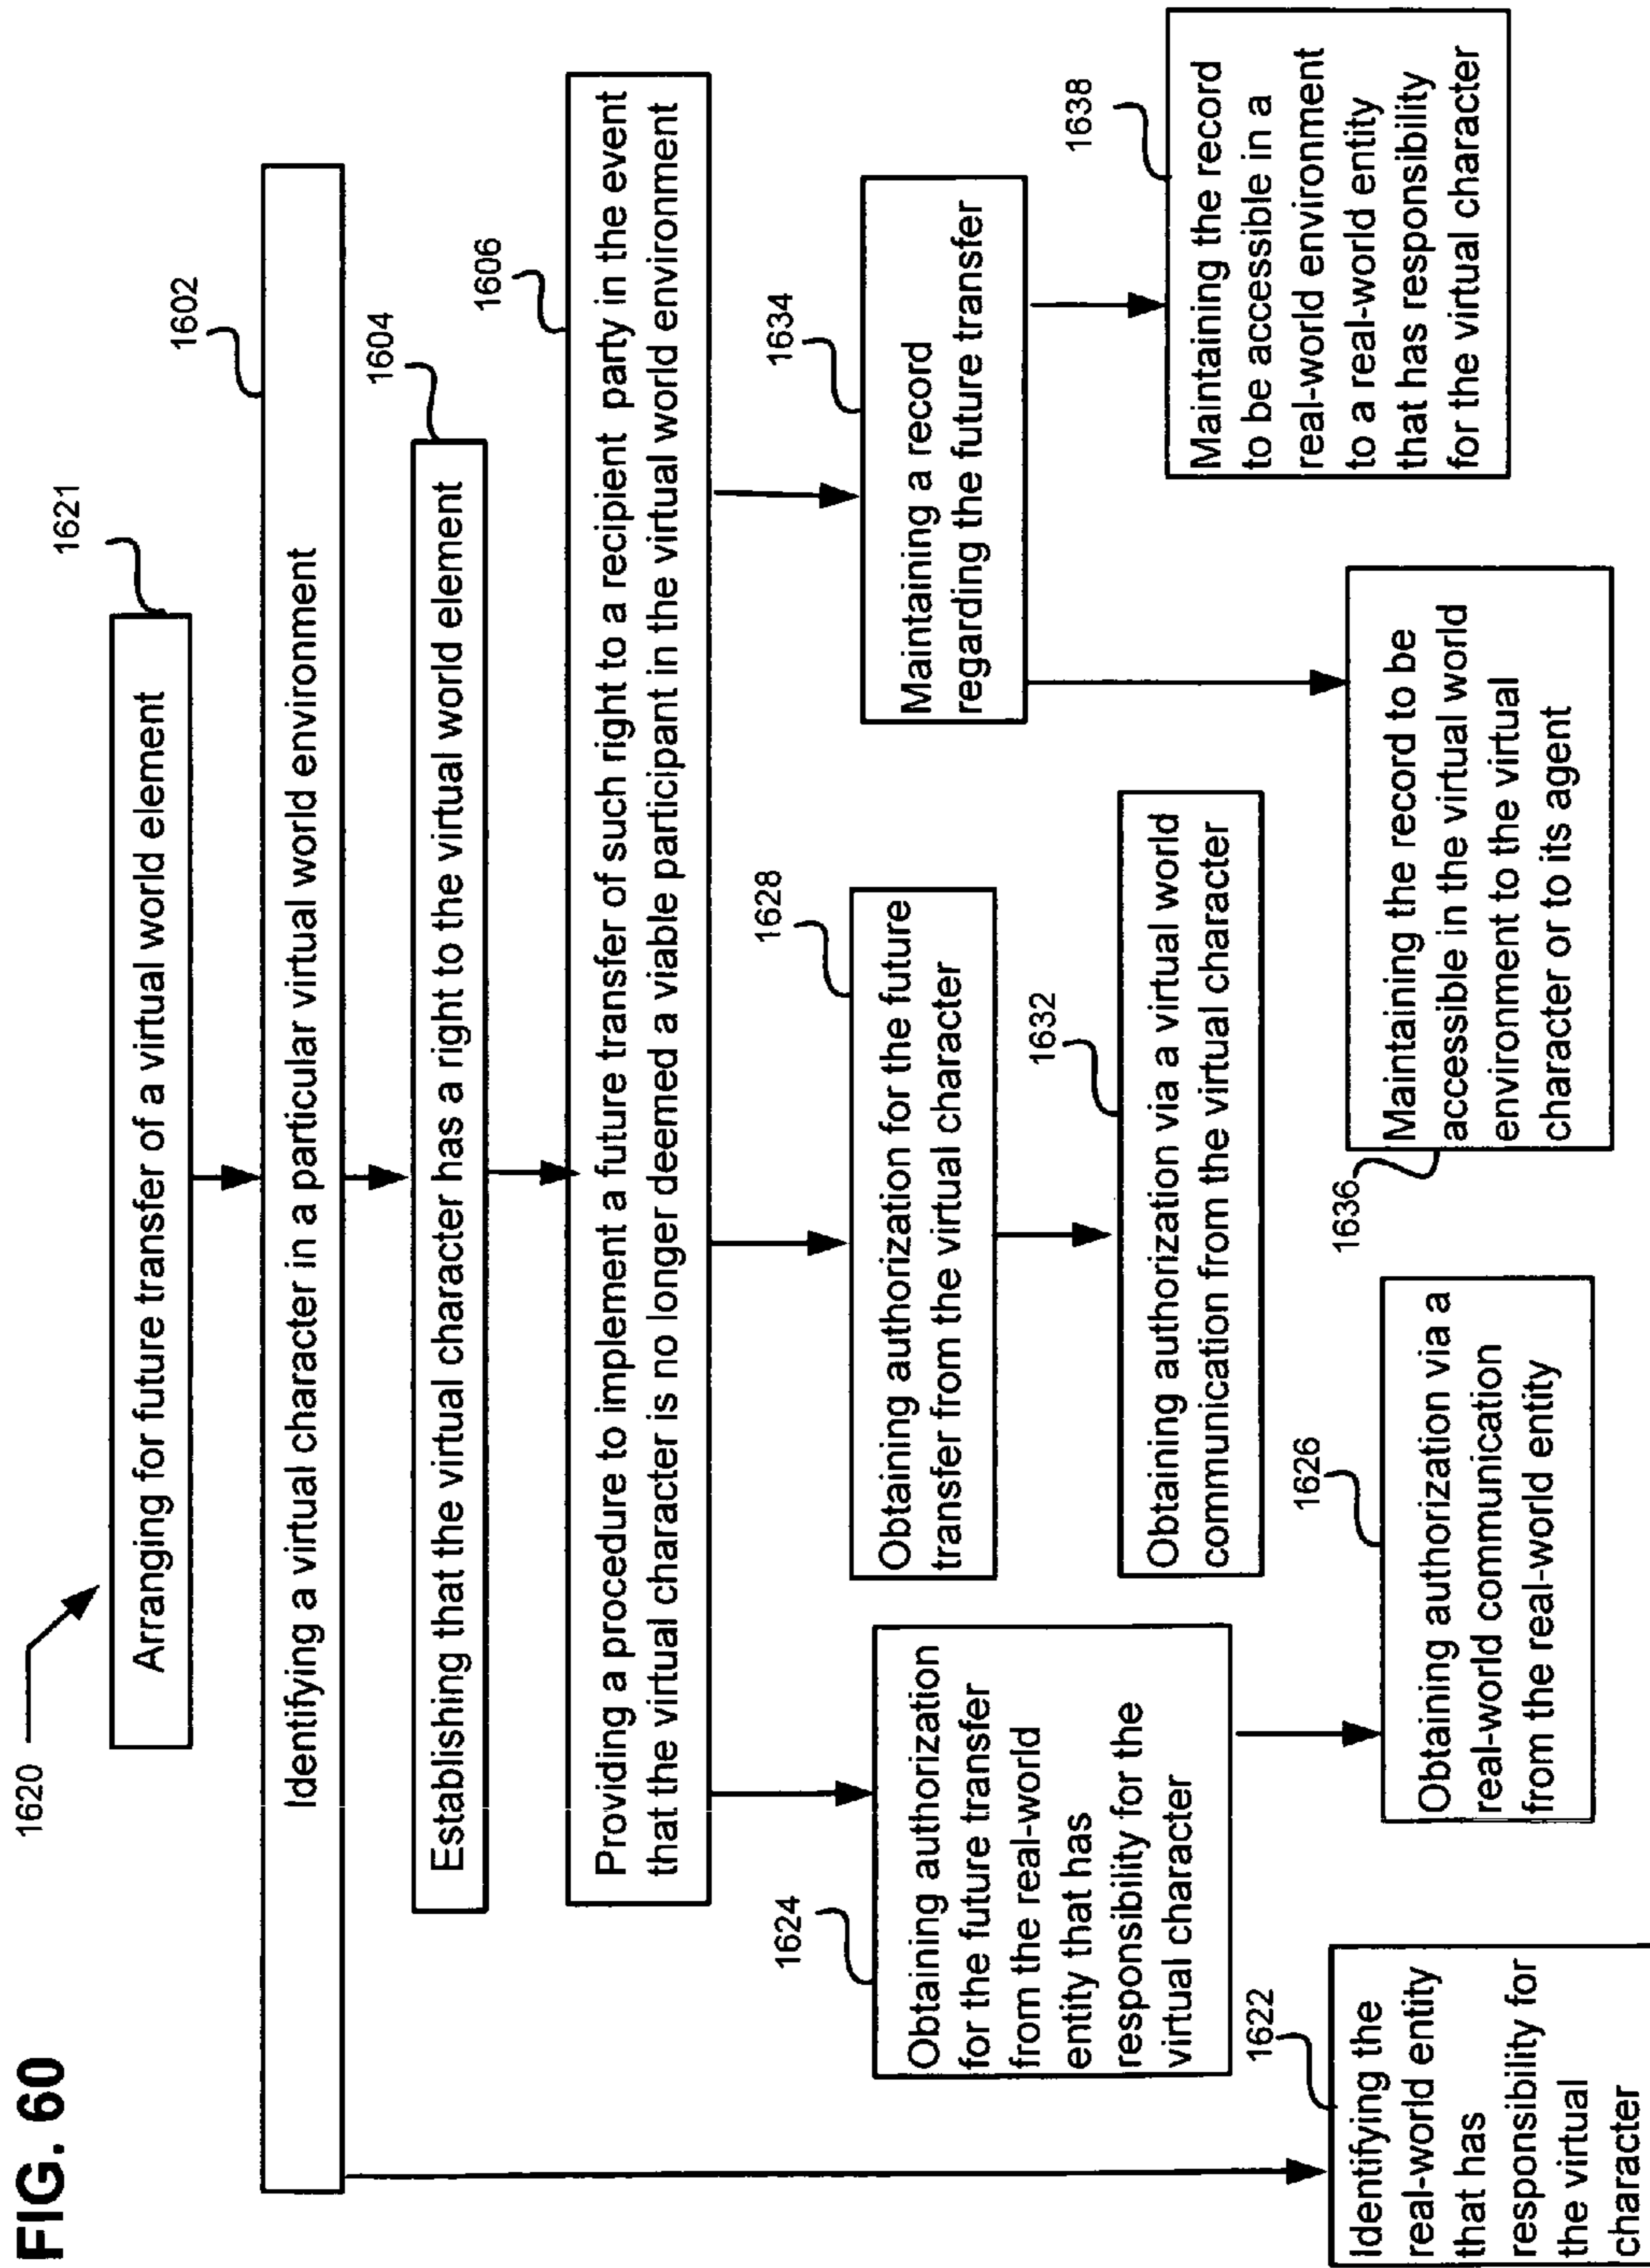 FIG. 60
1620
1621
Arranging for future transfer of a virtual world element
1602
Identifying a virtual character in a particular virtual world environment
1604
Establishing that the virtual character has a right to the virtual world element
1606
Providing a procedure to implement a future transfer of such right to a recipient party in the event
that the virtual character is no longer deemed a viable participant in the virtual world environment
1624
Obtaining authorization
for the future transfer
from the real-world
entity that has
responsibility for the
virtual character
1628
Obtaining authorization for the future
transfer from the virtual character
1634
Maintaining a record
regarding the future transfer
1632
Obtaining authorization via a virtual world
communication from the virtual character
1638
Maintaining the record
to be accessible in a
real-world environment
to a real-world entity
that has responsibility
for the virtual character
1622
Identifying the
real-world entity
that has
responsibility for
the virtual
character
1626
Obtaining authorization via a
real-world communication
from the real-world entity
1636
Maintaining the record to be
accessible in the virtual world
environment to the virtual
character or to its agent